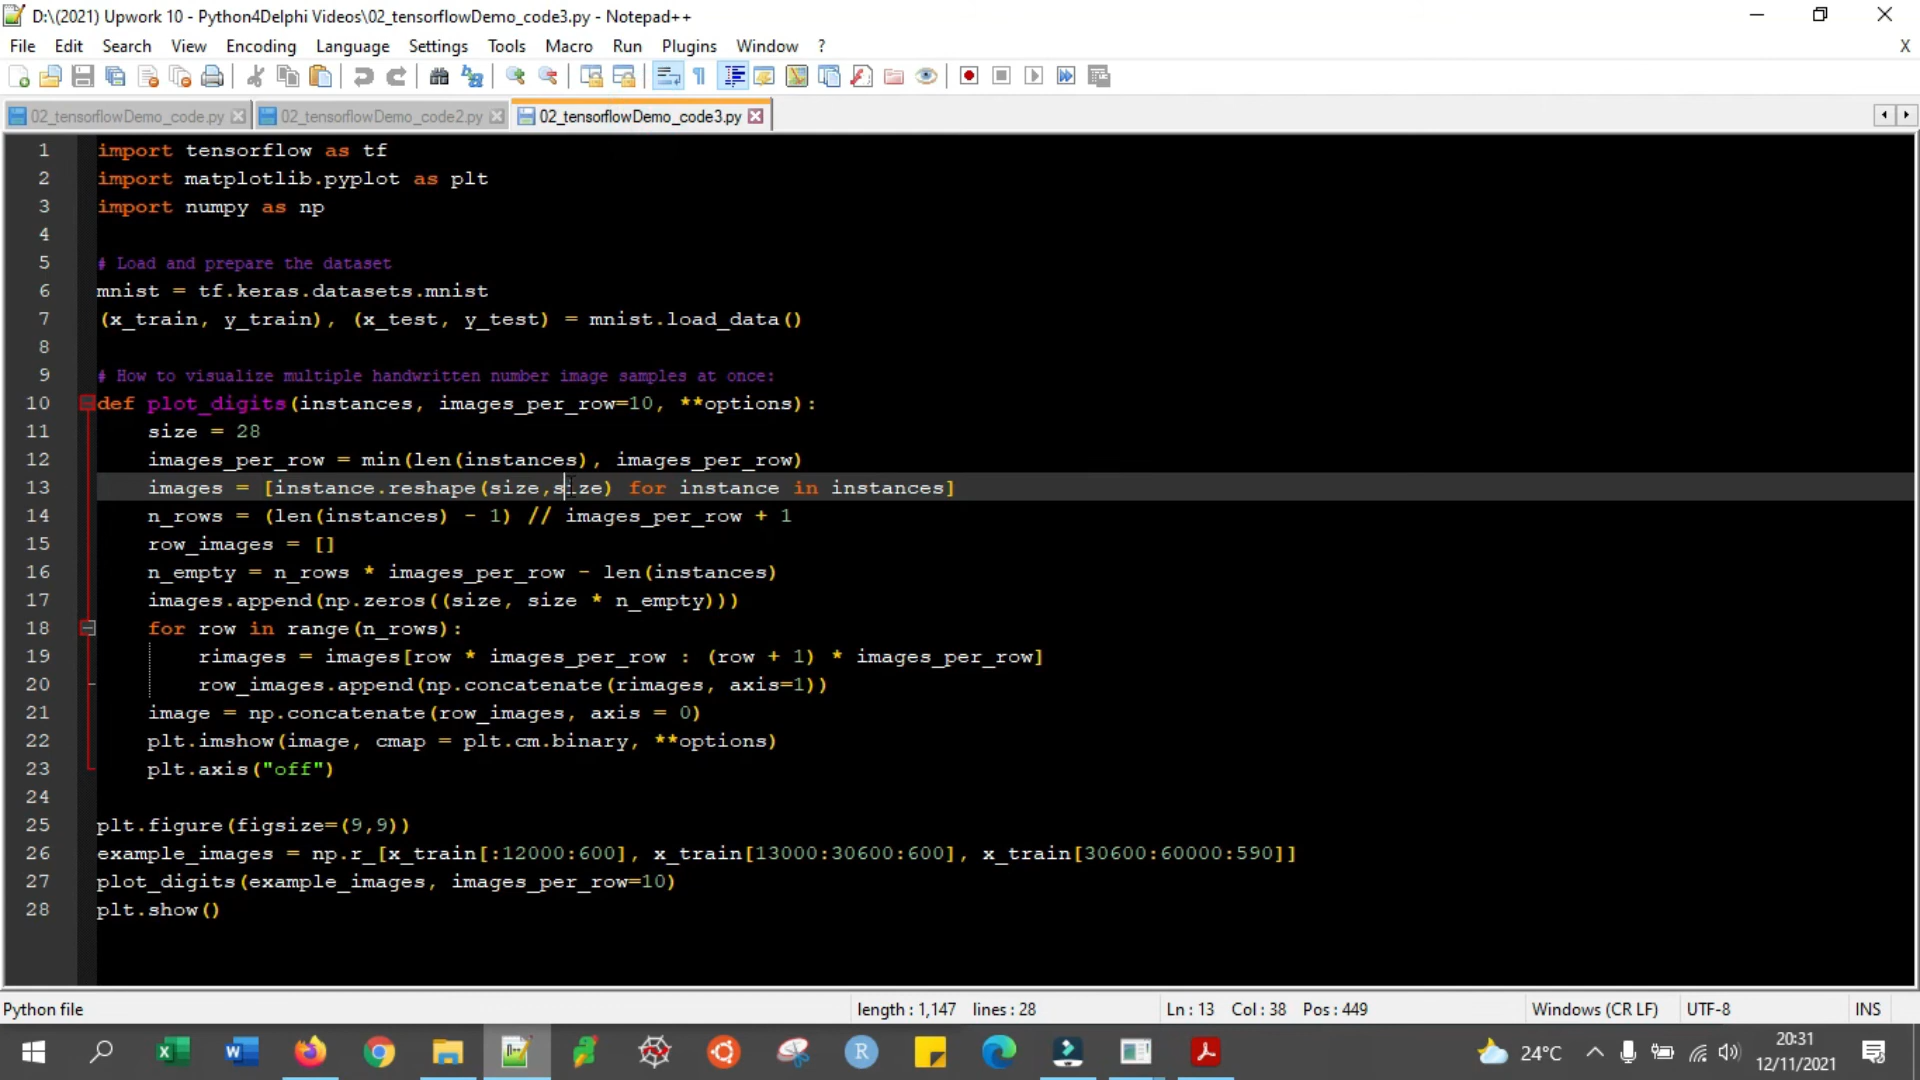 D:\(2021) Upwork 10 - Python4Delphi Videos\02_tensorflowDemo_code3.py - Notepad++
File Edit Search View Encoding Language Settings Tools Macro Run Plugins Window ? X
02_tensorflowDemo_code.py 02_tensorflowDemo_code2.py 02_tensorflowDemo_code3.py
1 import tensorflow as tf
2 import matplotlib.pyplot as plt
3 import numpy as np
4
5 # Load and prepare the dataset
6 mnist = tf.keras.datasets.mnist
7 (x_train, y_train), (x_test, y_test) = mnist.load_data()
8
9 # How to visualize multiple handwritten number image samples at once:
10 def plot_digits(instances, images_per_row=10, **options):
11 size = 28
12 images_per_row = min(len(instances), images_per_row)
13 images = [instance.reshape(size,size) for instance in instances]
14 n_rows = (len(instances) - 1) // images_per_row + 1
15 row_images = []
16 n_empty = n_rows * images_per_row - len(instances)
17 images.append(np.zeros((size, size * n_empty)))
18 for row in range(n_rows):
19 rimages = images[row * images_per_row : (row + 1) * images_per_row]
20 row_images.append(np.concatenate(rimages, axis=1))
21 image = np.concatenate(row_images, axis = 0)
22 plt.imshow(image, cmap = plt.cm.binary, **options)
23 plt.axis("off")
24
25 plt.figure(figsize=(9,9))
26 example_images = np.r_[x_train[:12000:600], x_train[13000:30600:600], x_train[30600:60000:590]]
27 plot_digits(example_images, images_per_row=10)
28 plt.show()
Python file length : 1,147 lines : 28 Ln : 13 Col : 38 Pos : 449 Windows (CR LF) UTF-8 INS
24°C 20:31
12/11/2021